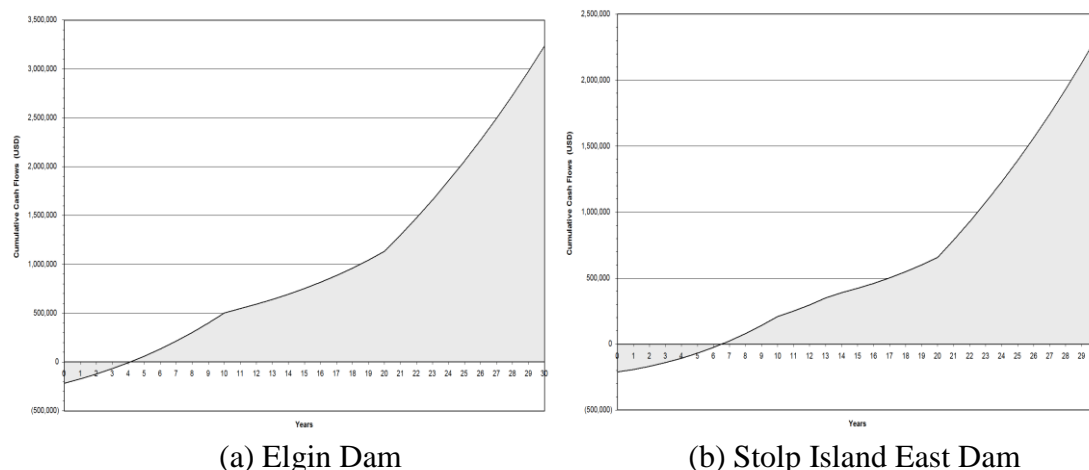 3,500,000
3,000,000
2,500,000
2,000,000
1,500,000
1,000,000
500,000
0
(500,000)
Cumulative Cash Flows (USD)
0 1 2 3 4 5 6 7 8 9 10 11 12 13 14 15 16 17 18 19 20 21 22 23 24 25 26 27 28 29 30
Years
(a) Elgin Dam
2,500,000
2,000,000
1,500,000
1,000,000
500,000
0
(500,000)
Cumulative Cash Flows (USD)
0 1 2 3 4 5 6 7 8 9 10 11 12 13 14 15 16 17 18 19 20 21 22 23 24 25 26 27 28 29
Years
(b) Stolp Island East Dam